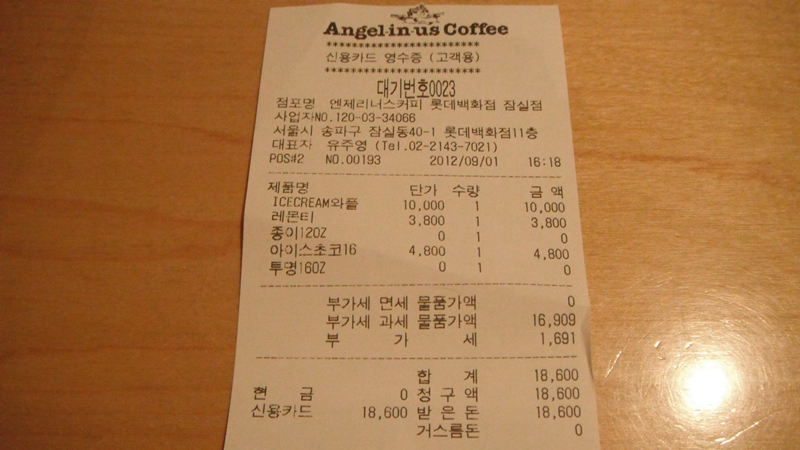 Angel·in·us Coffee
************************
신용카드 영수증 (고객용)
************************
대기번호0023
점포명 엔제리너스커피 롯데백화점 잠실점
사업자NO.120-03-34066
서울시 송파구 잠실동40-1 롯데백화점11층
대표자 유주영 (Tel.02-2143-7021)
POS#2 NO.00193 2012/09/01 16:18
제품명 단가 수량 금 액
ICECREAM와플 10,000 1 10,000
레몬티 3,800 1 3,800
종이12OZ 0 1 0
아이스초코16 4,800 1 4,800
투명16OZ 0 1 0
부가세 면세 물품가액 0
부가세 과세 물품가액 16,909
부 가 세 1,691
합 계 18,600
현 금 0 청 구 액 18,600
신용카드 18,600 받 은 돈 18,600
거스름돈 0